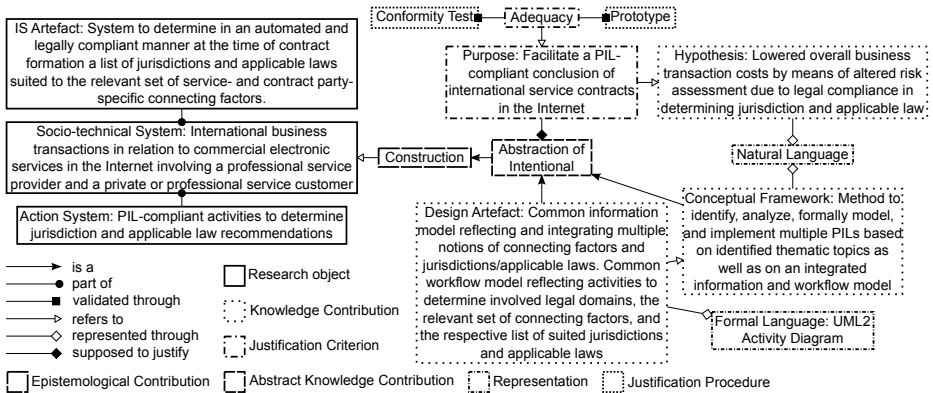 IS Artefact: System to determine in an automated and
legally compliant manner at the time of contract
formation a list of jurisdictions and applicable laws
suited to the relevant set of service- and contract party-
specific connecting factors.
Socio-technical System: International business
transactions in relation to commercial electronic
services in the Internet involving a professional service
provider and a private or professional service customer
Action System: PIL-compliant activities to determine
jurisdiction and applicable law recommendations
Conformity Test
Adequacy
Prototype
Purpose: Facilitate a PIL-
compliant conclusion of
international service contracts
in the Internet
Hypothesis: Lowered overall business
transaction costs by means of altered risk
assessment due to legal compliance in
determining jurisdiction and applicable law
Construction
Abstraction of
Intentional
Natural Language
Design Artefact: Common information
model reflecting and integrating multiple
notions of connecting factors and
jurisdictions/applicable laws. Common
workflow model reflecting activities to
determine involved legal domains, the
relevant set of connecting factors, and
the respective list of suited jurisdictions
and applicable laws
Conceptual Framework: Method to
identify, analyze, formally model,
and implement multiple PILs based
on identified thematic topics
as well as on an integrated
information and workflow model
Formal Language: UML2
Activity Diagram
is a
part of
validated through
refers to
represented through
supposed to justify
Research object
Knowledge Contribution
Justification Criterion
Epistemological Contribution
Abstract Knowledge Contribution
Representation
Justification Procedure